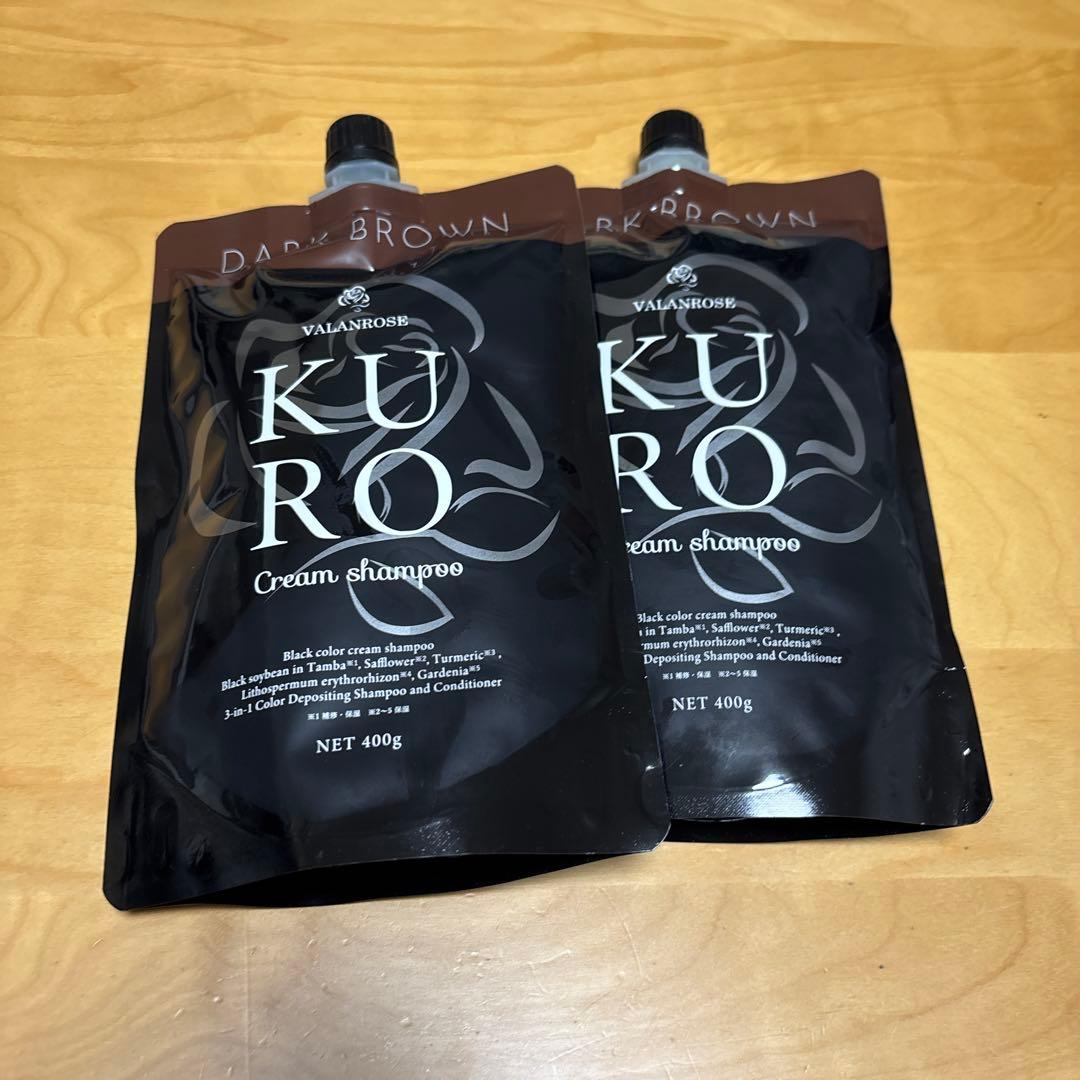 DARK BROWN
VALANROSE
KU
RO
Cream shampoo
Black color cream shampoo
Black soybean in Tamba※1, Safflower※2, Turmeric※3,
Lithospermum erythrorhizon※4, Gardenia※5
3-in-1 Color Depositing Shampoo and Conditioner
※1 補修・保湿 ※2〜5 保湿
NET 400g
RK BROWN
VALANROSE
KU
RO
eam shampoo
Black color cream shampoo
in Tamba※1, Safflower※2, Turmeric※3,
rmum erythrorhizon※4, Gardenia※5
Depositing Shampoo and Conditioner
※1 補修・保湿 ※2〜5 保湿
NET 400g